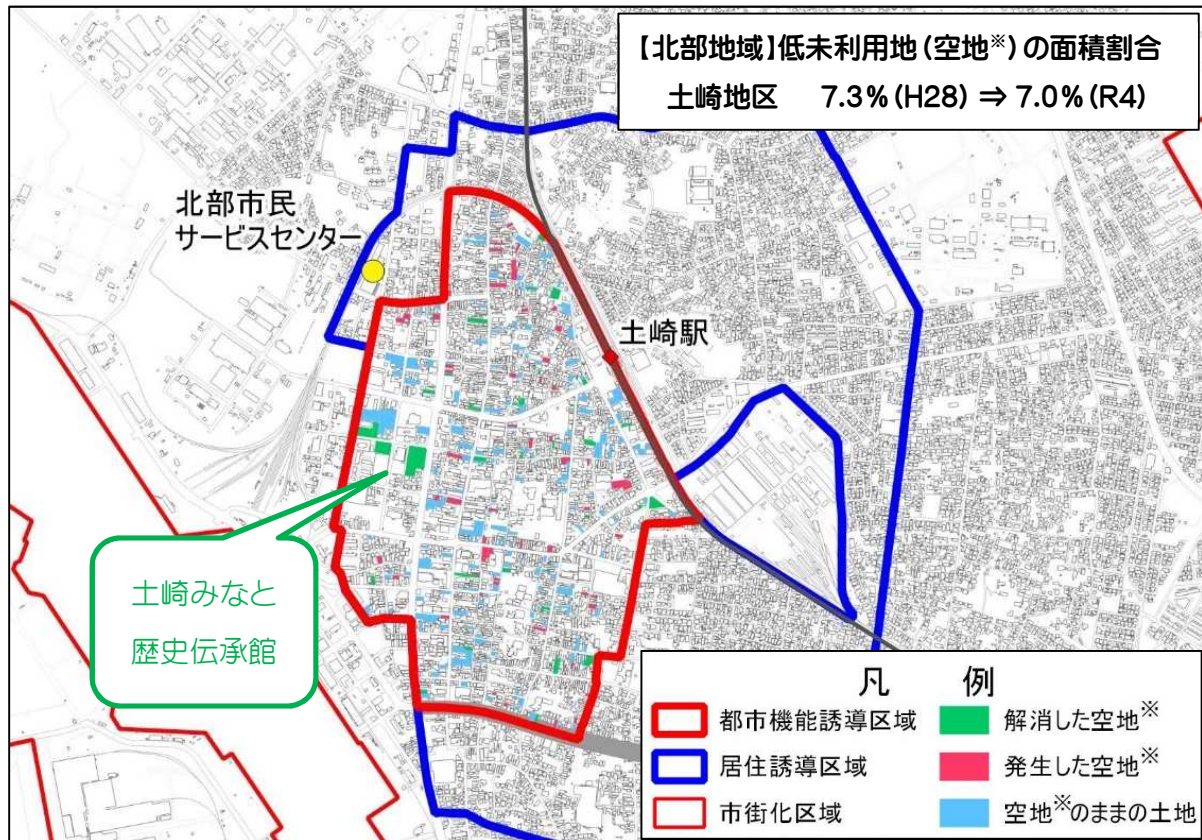 【北部地域】低未利用地(空地※)の面積割合
土崎地区 7.3%(H28) ⇒ 7.0%(R4)
北部市民
サービスセンター
土崎駅
土崎みなと
歴史伝承館
凡 例
都市機能誘導区域
解消した空地※
居住誘導区域
発生した空地※
市街化区域
空地※のままの土地